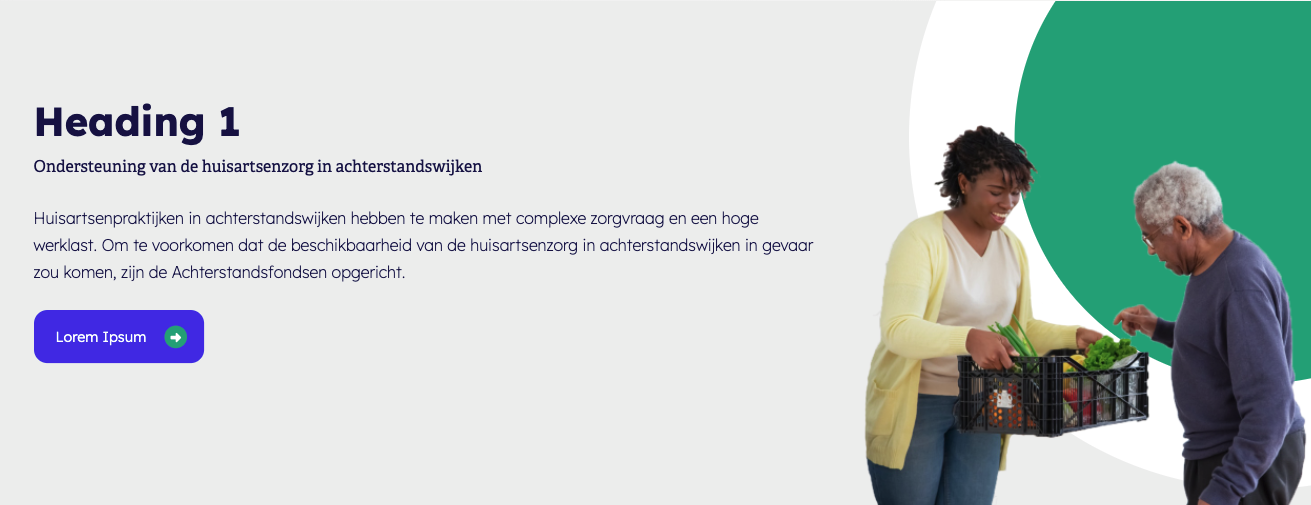 Heading 1
Ondersteuning van de huisartsenzorg in achterstandswijken
Huisartsenpraktijken in achterstandswijken hebben te maken met complexe zorgvraag en een hoge
werklast. Om te voorkomen dat de beschikbaarheid van de huisartsenzorg in achterstandswijken in gevaar
zou komen, zijn de Achterstandsfondsen opgericht.
Lorem Ipsum